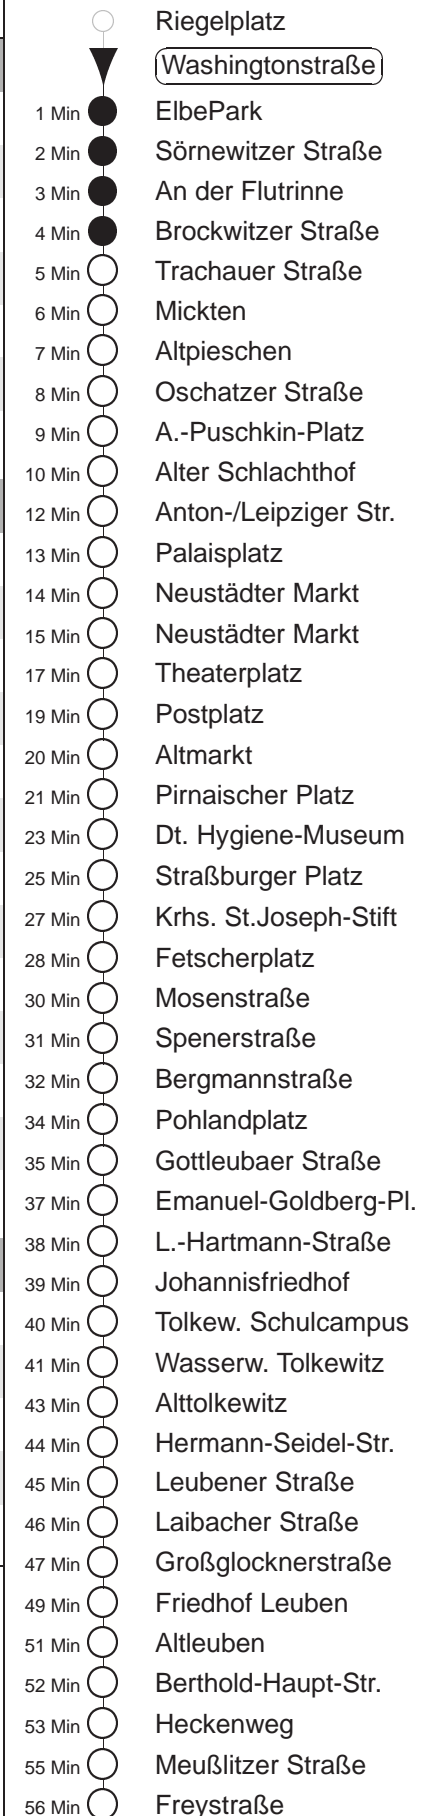 Riegelplatz
Washingtonstraße
1 Min ElbePark
2 Min Sörnewitzer Straße
3 Min An der Flutrinne
4 Min Brockwitzer Straße
5 Min Trachauer Straße
6 Min Mickten
7 Min Altpieschen
8 Min Oschatzer Straße
9 Min A.-Puschkin-Platz
10 Min Alter Schlachthof
12 Min Anton-/Leipziger Str.
13 Min Palaisplatz
14 Min Neustädter Markt
15 Min Neustädter Markt
17 Min Theaterplatz
19 Min Postplatz
20 Min Altmarkt
21 Min Pirnaischer Platz
23 Min Dt. Hygiene-Museum
25 Min Straßburger Platz
27 Min Krhs. St.Joseph-Stift
28 Min Fetscherplatz
30 Min Mosenstraße
31 Min Spenerstraße
32 Min Bergmannstraße
34 Min Pohlandplatz
35 Min Gottleubaer Straße
37 Min Emanuel-Goldberg-Pl.
38 Min L.-Hartmann-Straße
39 Min Johannisfriedhof
40 Min Tolkew. Schulcampus
41 Min Wasserw. Tolkewitz
43 Min Alttolkewitz
44 Min Hermann-Seidel-Str.
45 Min Leubener Straße
46 Min Laibacher Straße
47 Min Großglocknerstraße
49 Min Friedhof Leuben
51 Min Altleuben
52 Min Berthold-Haupt-Str.
53 Min Heckenweg
55 Min Meußlitzer Straße
56 Min Freystraße